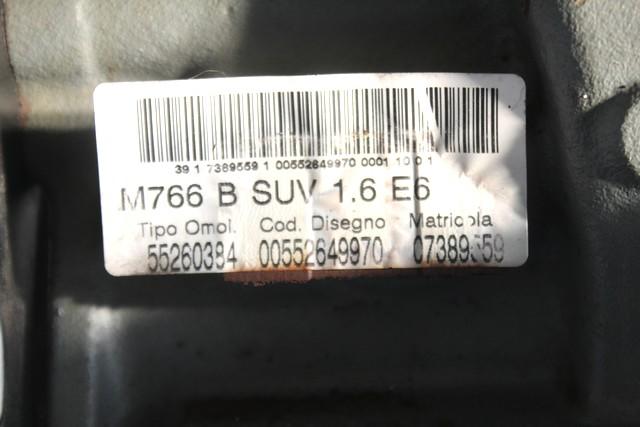 39 1 7389559 1 00552649970 0001 10 0 1
M766 B SUV 1.6 E6
Tipo Omol. Cod. Disegno Matricola
55260384 00552649970 07389559